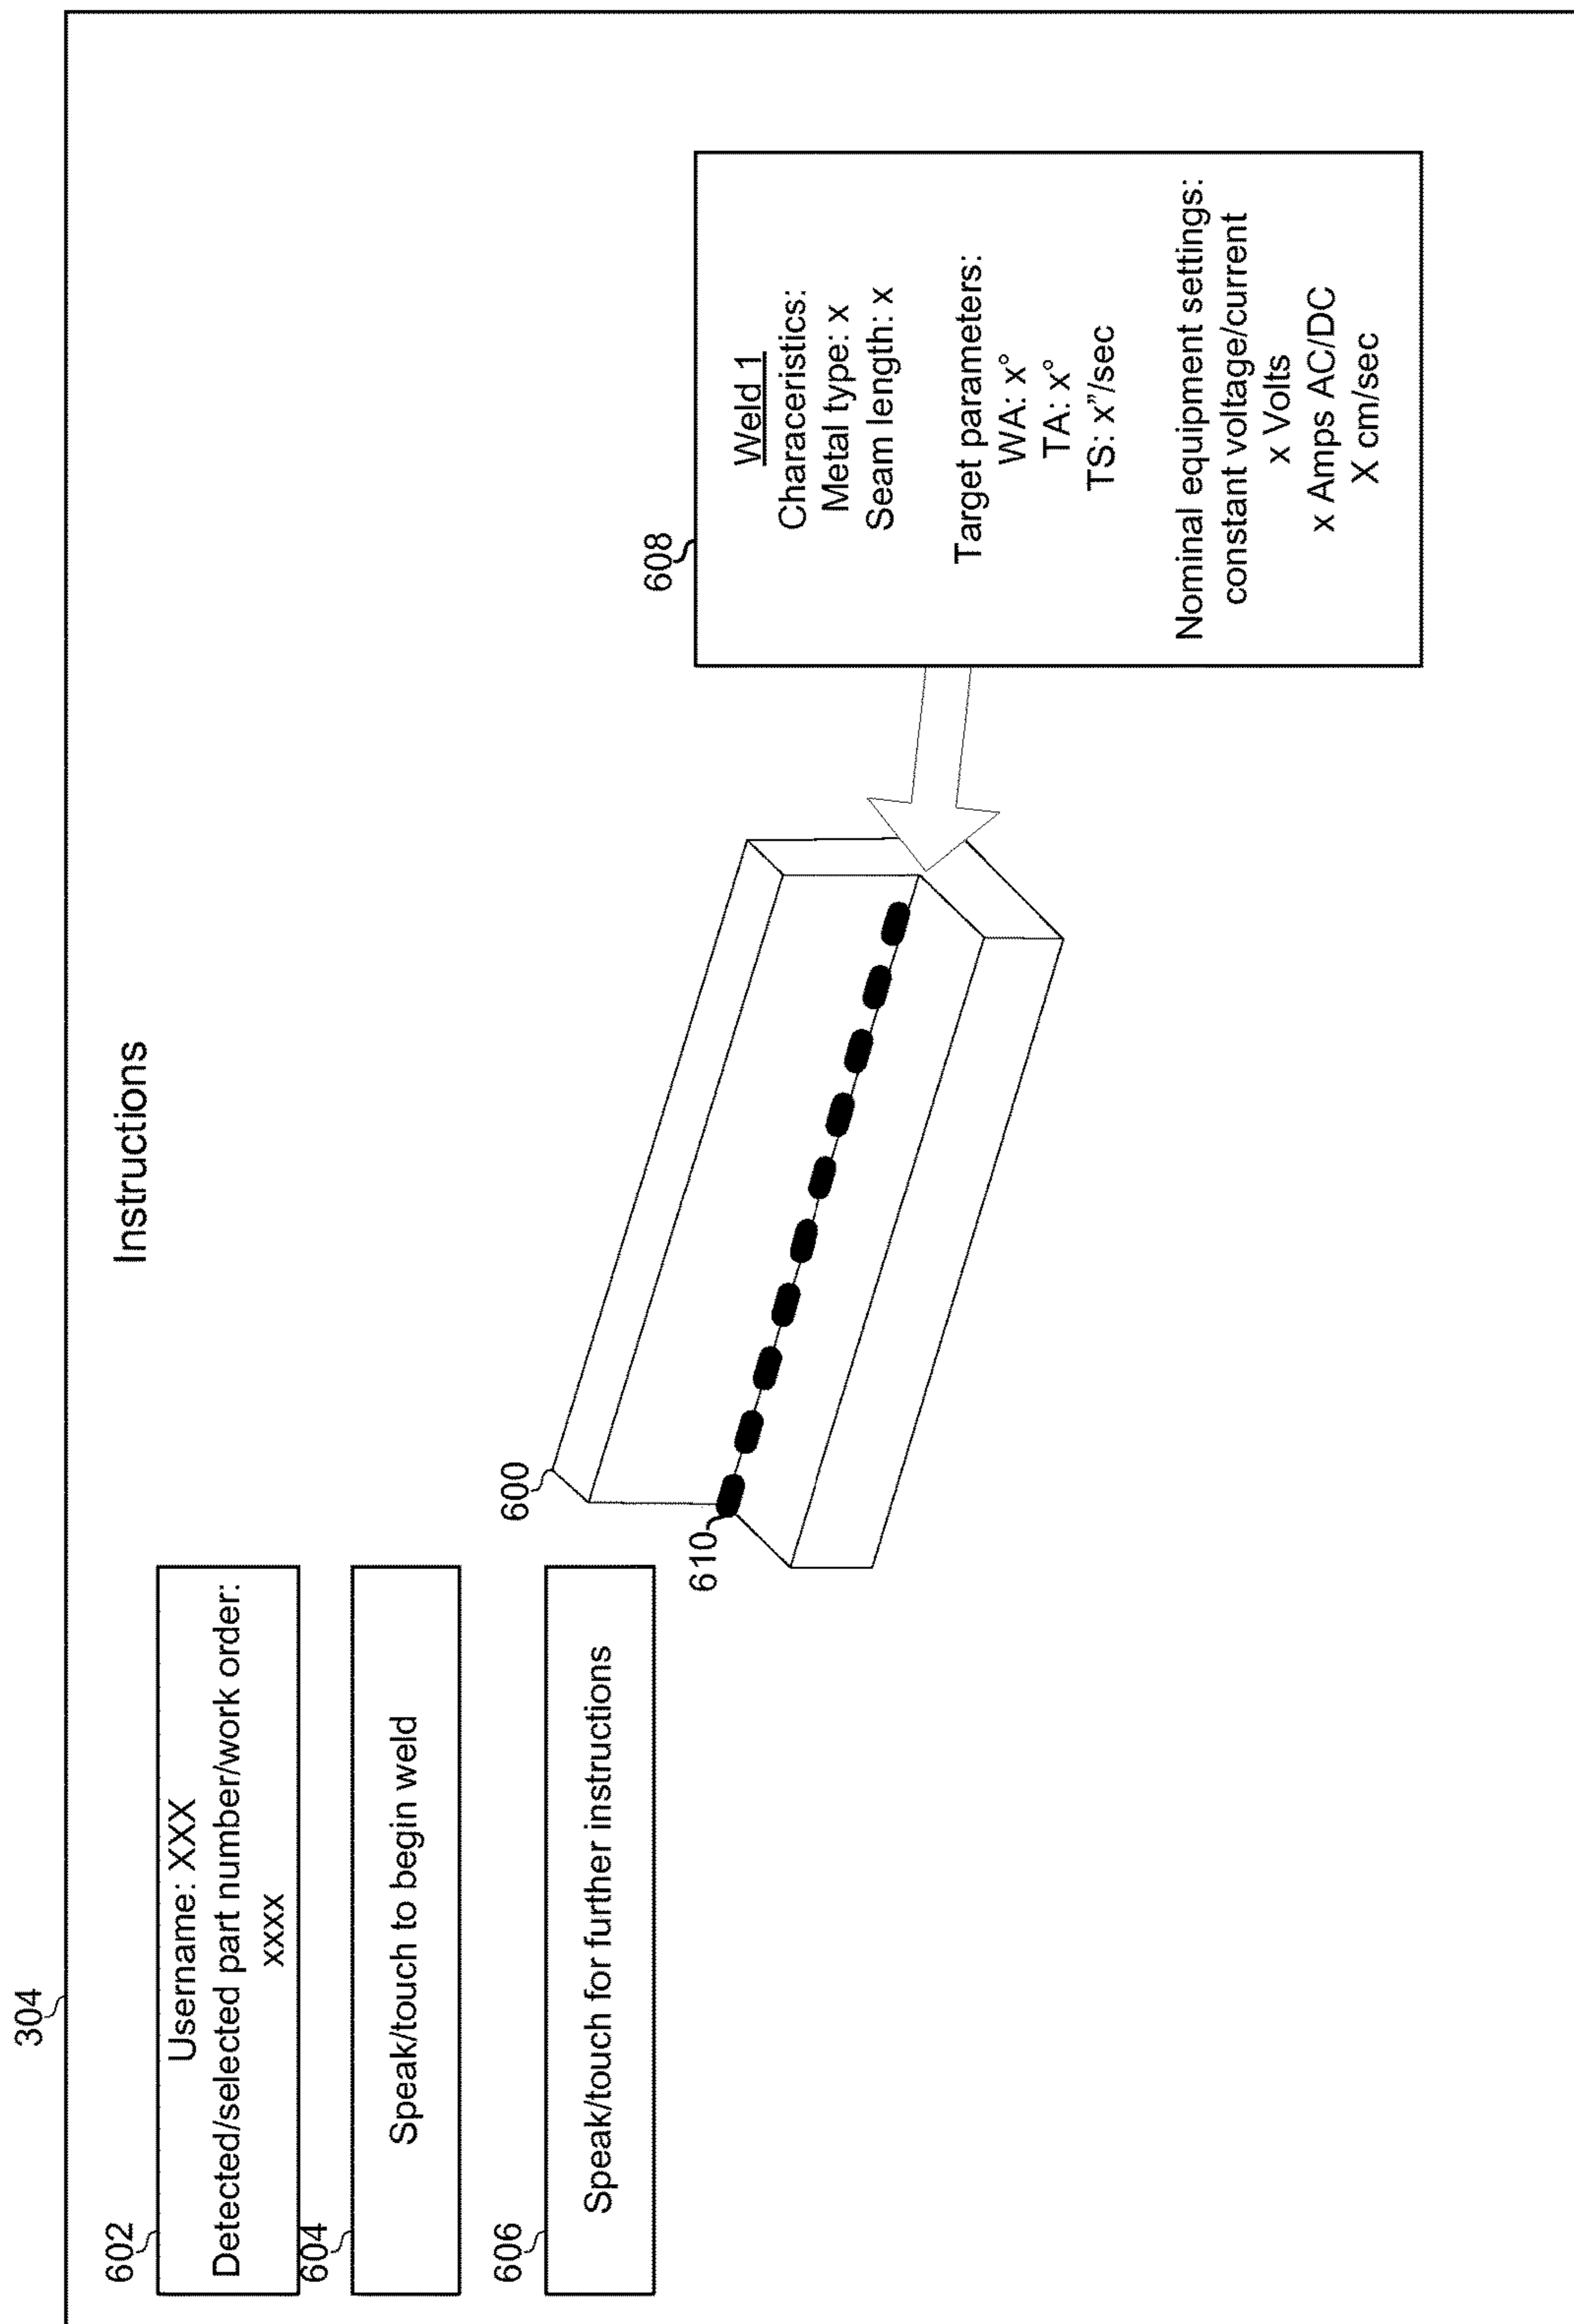 304
Instructions
602
Username: XXX
Detected/selected part number/work order:
xxxx
604
Speak/touch to begin weld
606
Speak/touch for further instructions
600
610
608
Weld 1
Characeristics:
Metal type: x
Seam length: x
Target parameters:
WA: x°
TA: x°
TS: x”/sec
Nominal equipment settings:
constant voltage/current
x Volts
x Amps AC/DC
X cm/sec